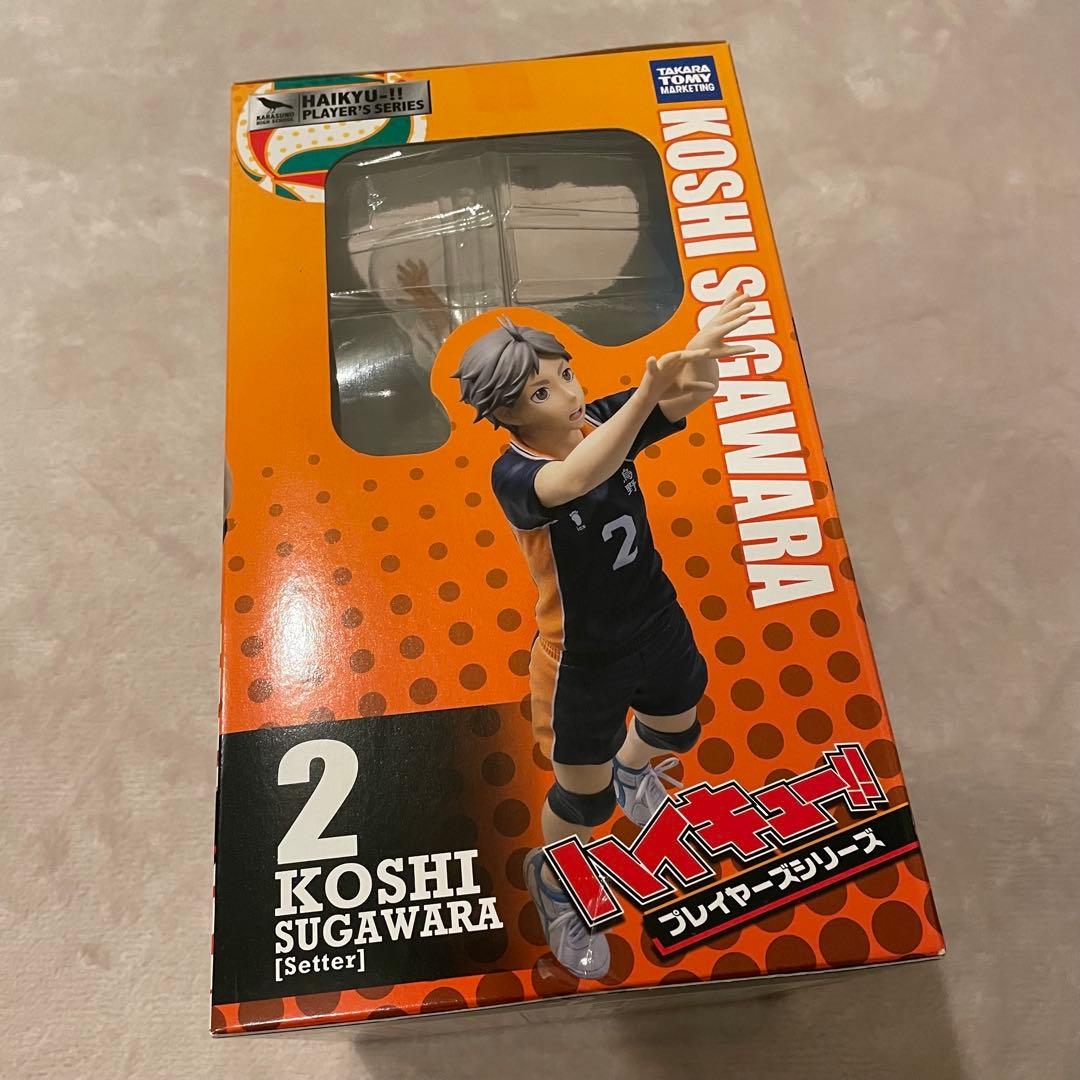 KARASUNO
HIGH SCHOOL
HAIKYU-!!
PLAYER'S SERIES
TAKARA
TOMY
MARKETING
KOSHI SUGAWARA
烏野
ics
2
2
KOSHI
SUGAWARA
[Setter]
ハイキュー!!
プレイヤーズシリーズ